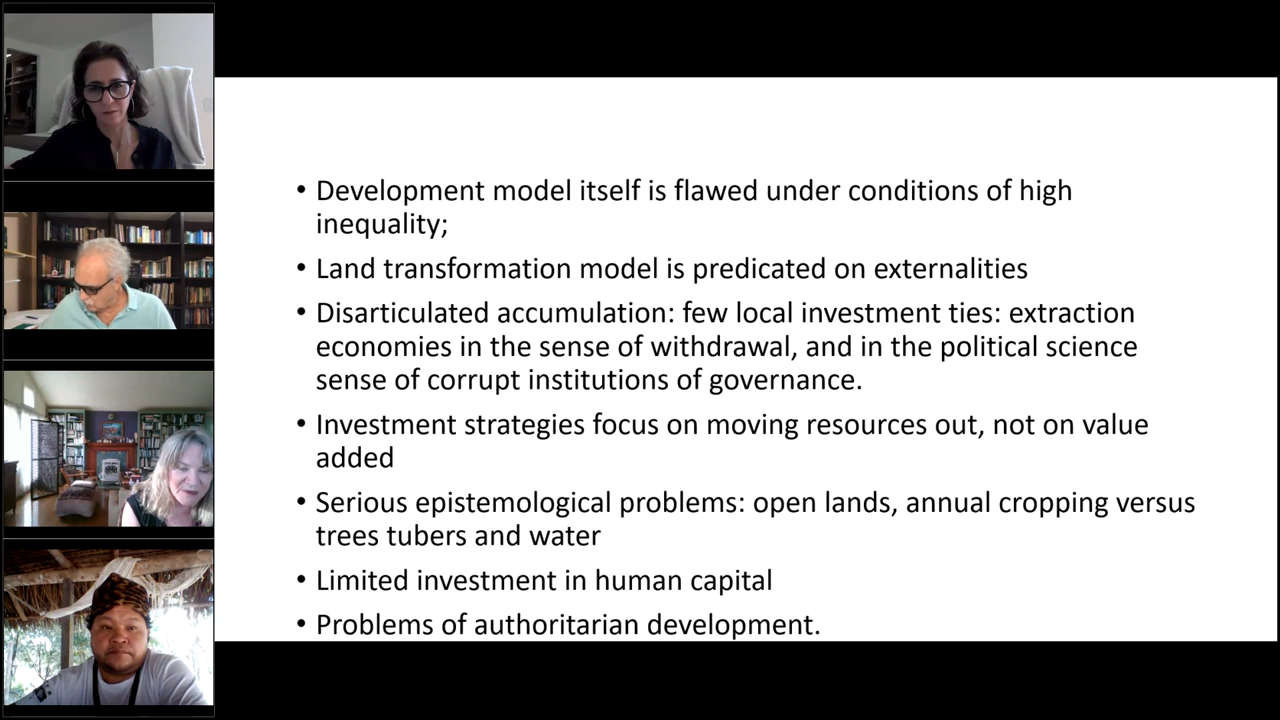 • Development model itself is flawed under conditions of high
inequality;
• Land transformation model is predicated on externalities
• Disarticulated accumulation: few local investment ties: extraction
economies in the sense of withdrawal, and in the political science
sense of corrupt institutions of governance.
• Investment strategies focus on moving resources out, not on value
added
• Serious epistemological problems: open lands, annual cropping versus
trees tubers and water
• Limited investment in human capital
• Problems of authoritarian development.